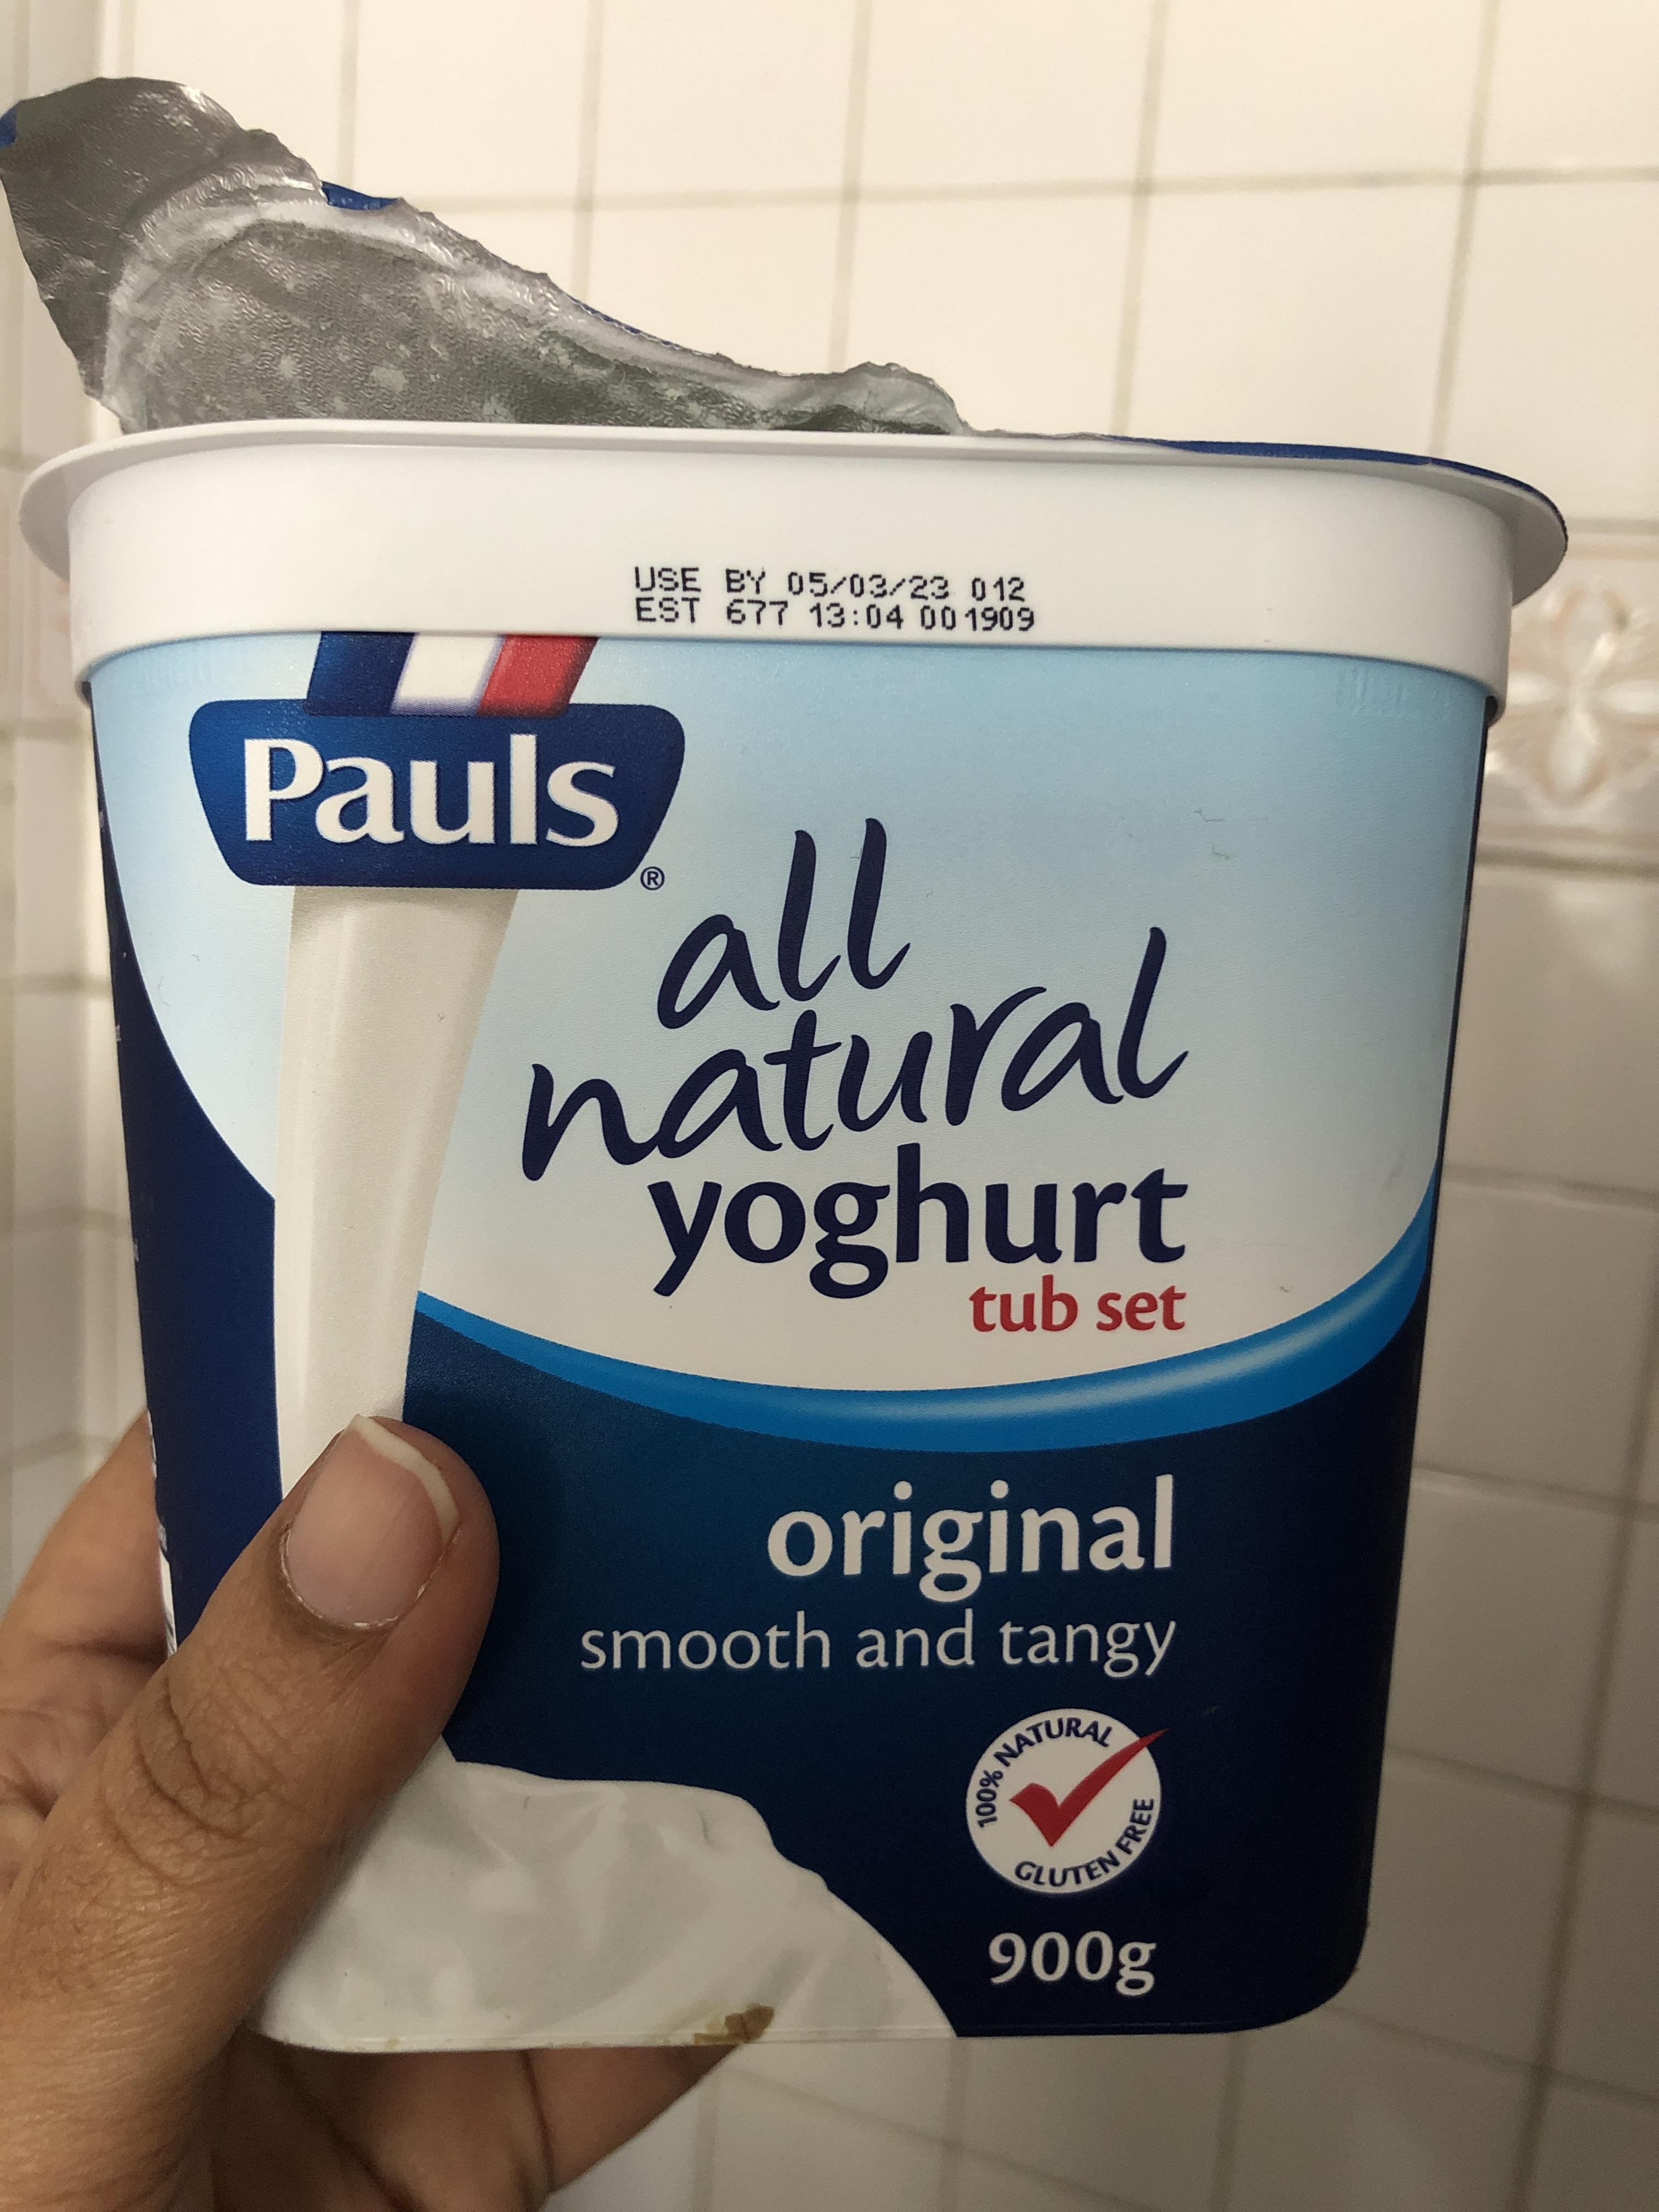 USE BY 05/03/23 012
EST 677 13:04 001909
Pauls
®
all
natural
yoghurt
tub set
original
smooth and tangy
100% NATURAL
GLUTEN FREE
900g